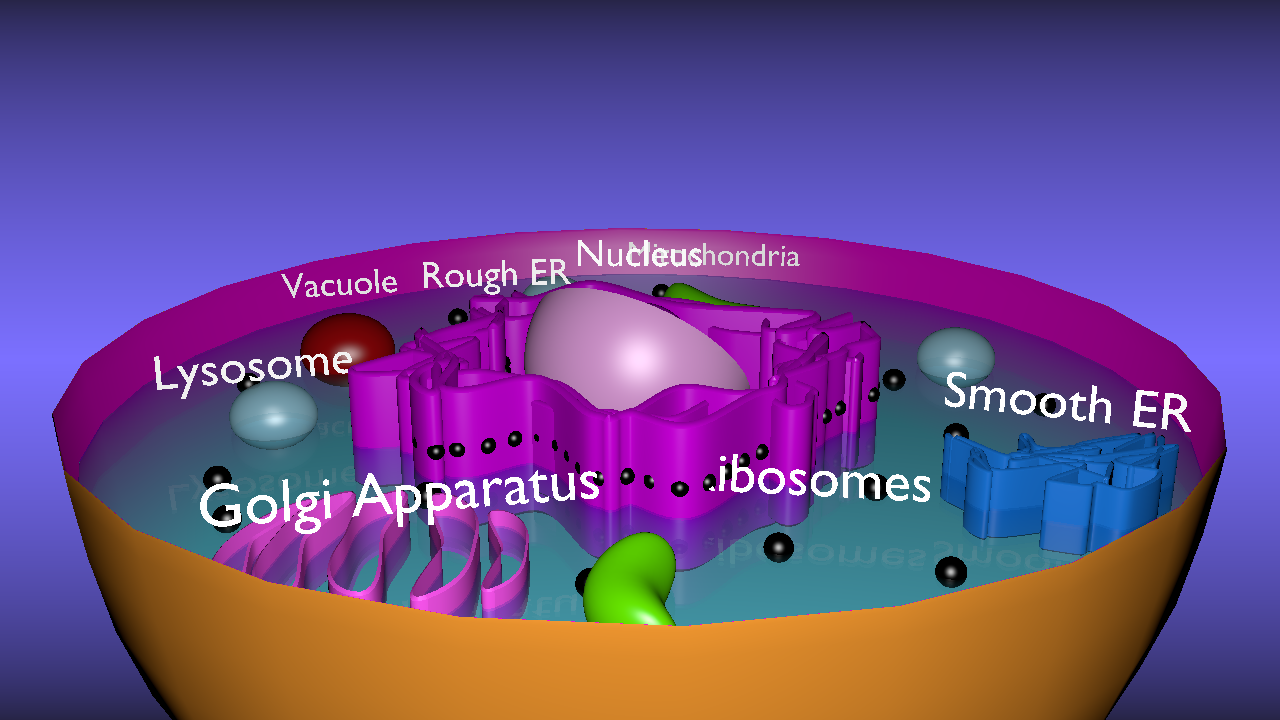 Nucleus
Vacuole
Rough ER
Lysosome
Smooth ER
Golgi Apparatus
ibosomes